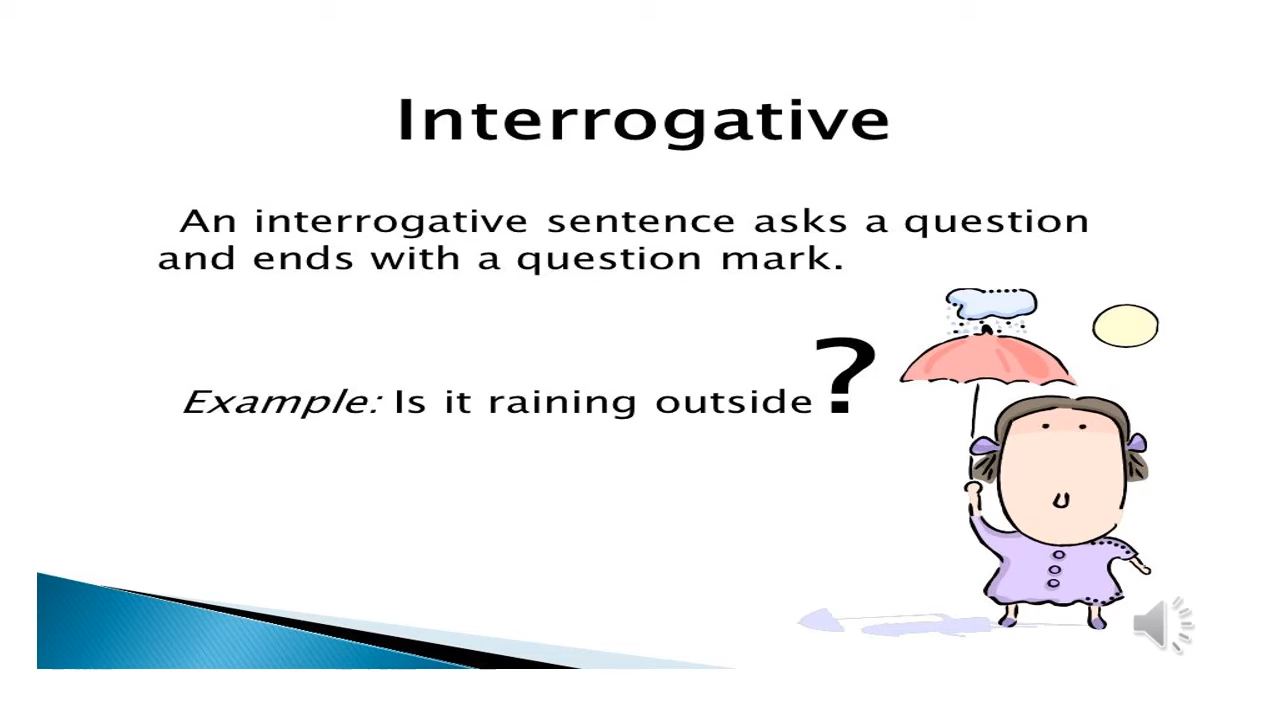 Interrogative
An interrogative sentence asks a question
and ends with a question mark.
Example: Is it raining outside?